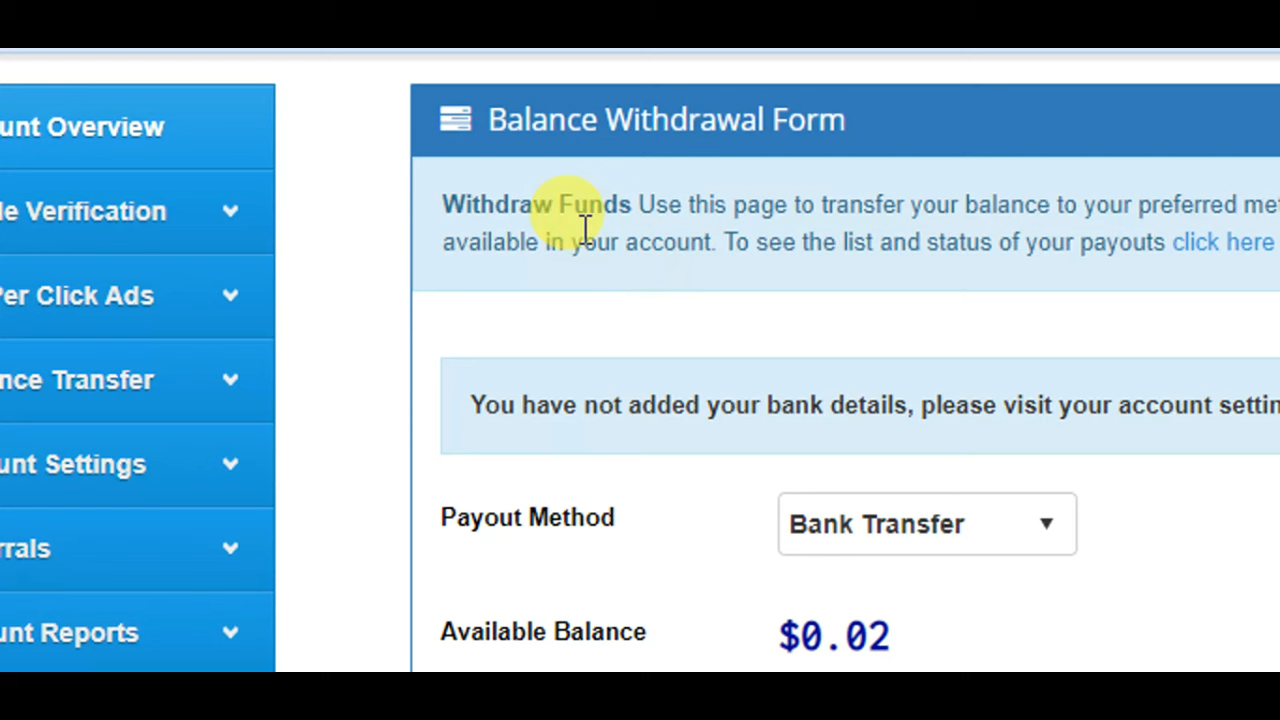 unt Overview
le Verification
Per Click Ads
nce Transfer
unt Settings
rrals
unt Reports
Balance Withdrawal Form
Withdraw Funds Use this page to transfer your balance to your preferred me
available in your account. To see the list and status of your payouts click here
You have not added your bank details, please visit your account settin
Payout Method
Bank Transfer
Available Balance
$0.02